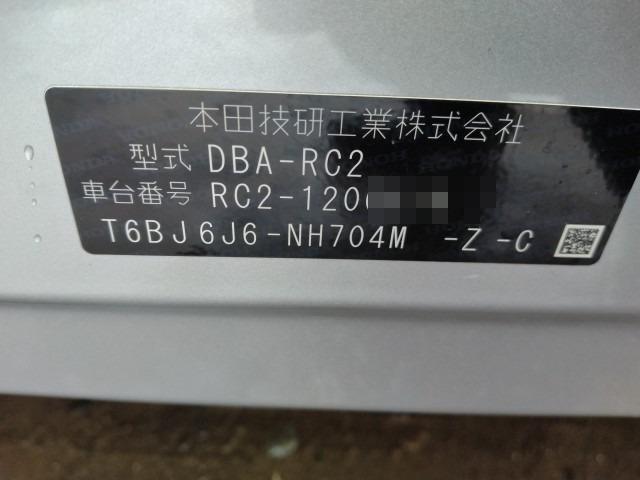 本田技研工業株式会社
型式 DBA-RC2
車台番号 RC2-120
T6BJ6J6-NH704M -Z -C